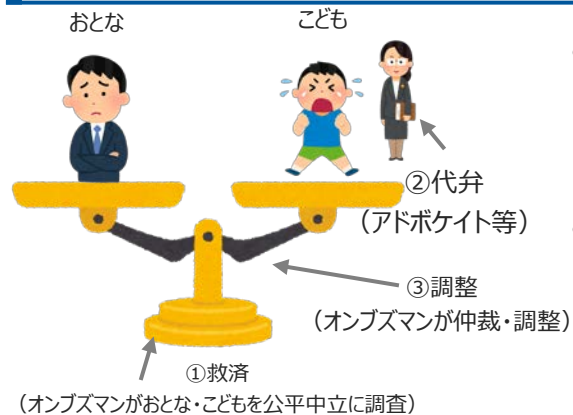 おとな
こども
②代弁
（アドボケイト等）
③調整
（オンブズマンが仲裁・調整）
①救済
（オンブズマンがおとな・こどもを公平中立に調査）